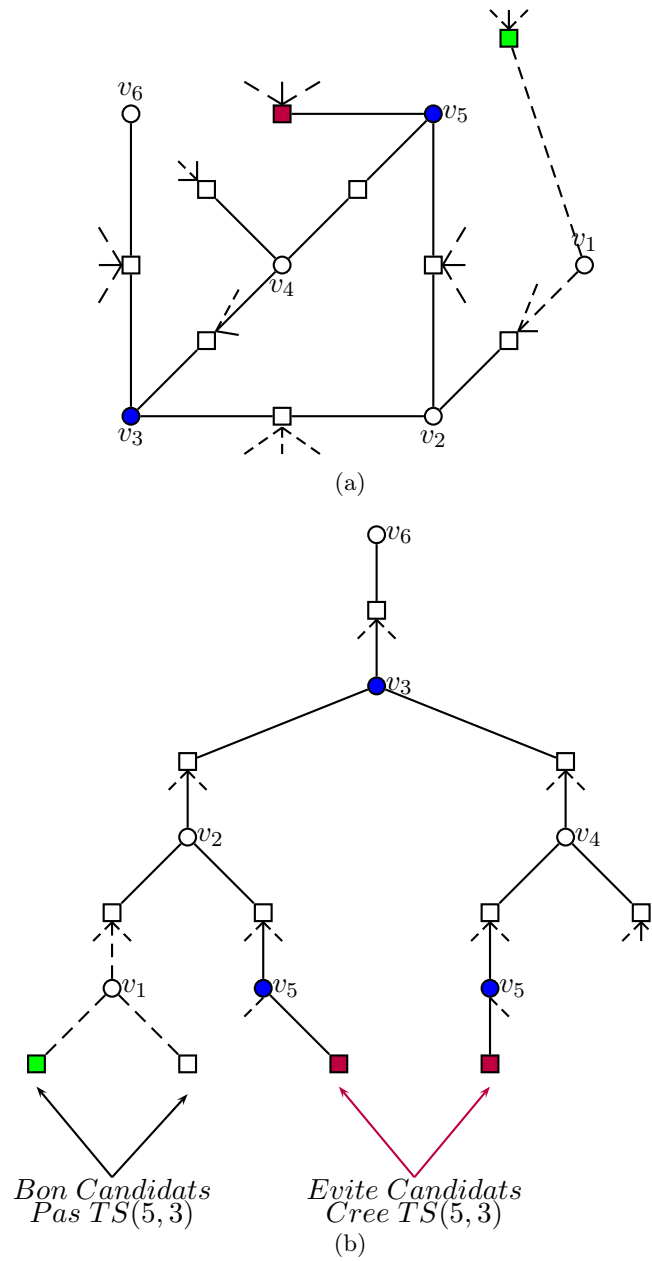 v6
v5
v1
v4
v3
v2
(a)
v6
v3
v2
v4
v1
v5
v5
Bon Candidats
Pas TS(5, 3)
Evite Candidats
Cree TS(5, 3)
(b)